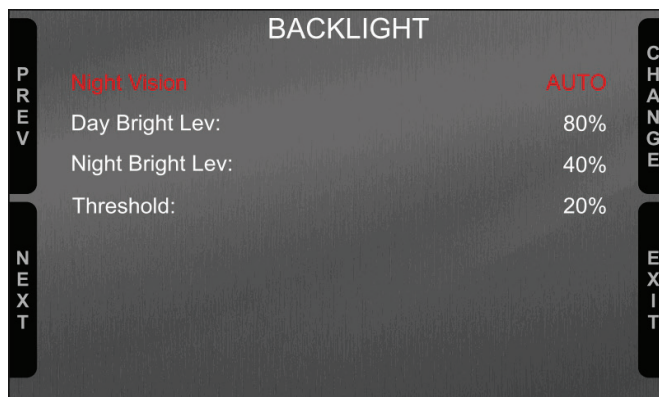 BACKLIGHT
PREV
CHANGE
Night Vision AUTO
Day Bright Lev: 80%
Night Bright Lev: 40%
Threshold: 20%
NEXT
EXIT